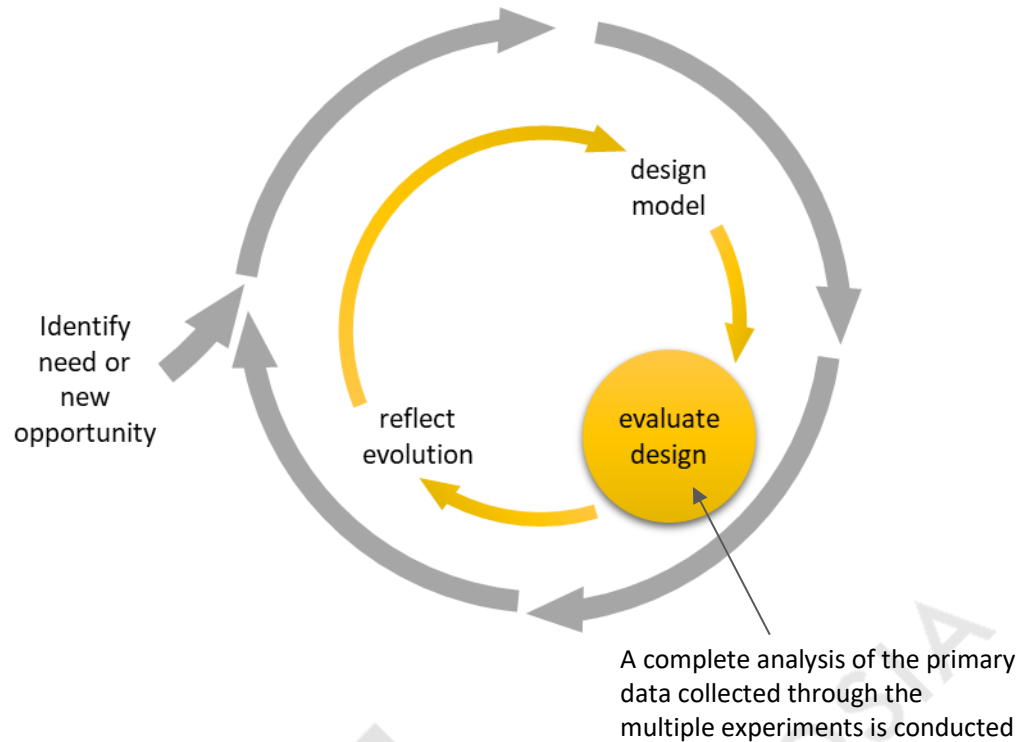 design
model
Identify
need or
new
opportunity
reflect
evolution
evaluate
design
A complete analysis of the primary
data collected through the
multiple experiments is conducted